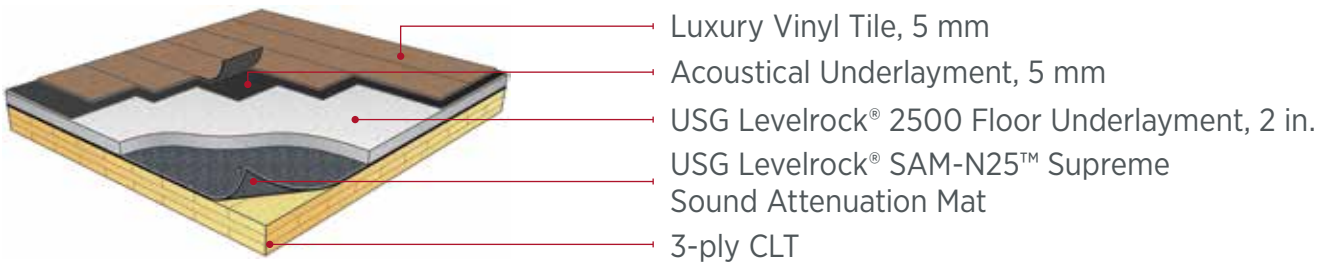 Luxury Vinyl Tile, 5 mm
Acoustical Underlayment, 5 mm
USG Levelrock® 2500 Floor Underlayment, 2 in.
USG Levelrock® SAM-N25™ Supreme
Sound Attenuation Mat
3-ply CLT